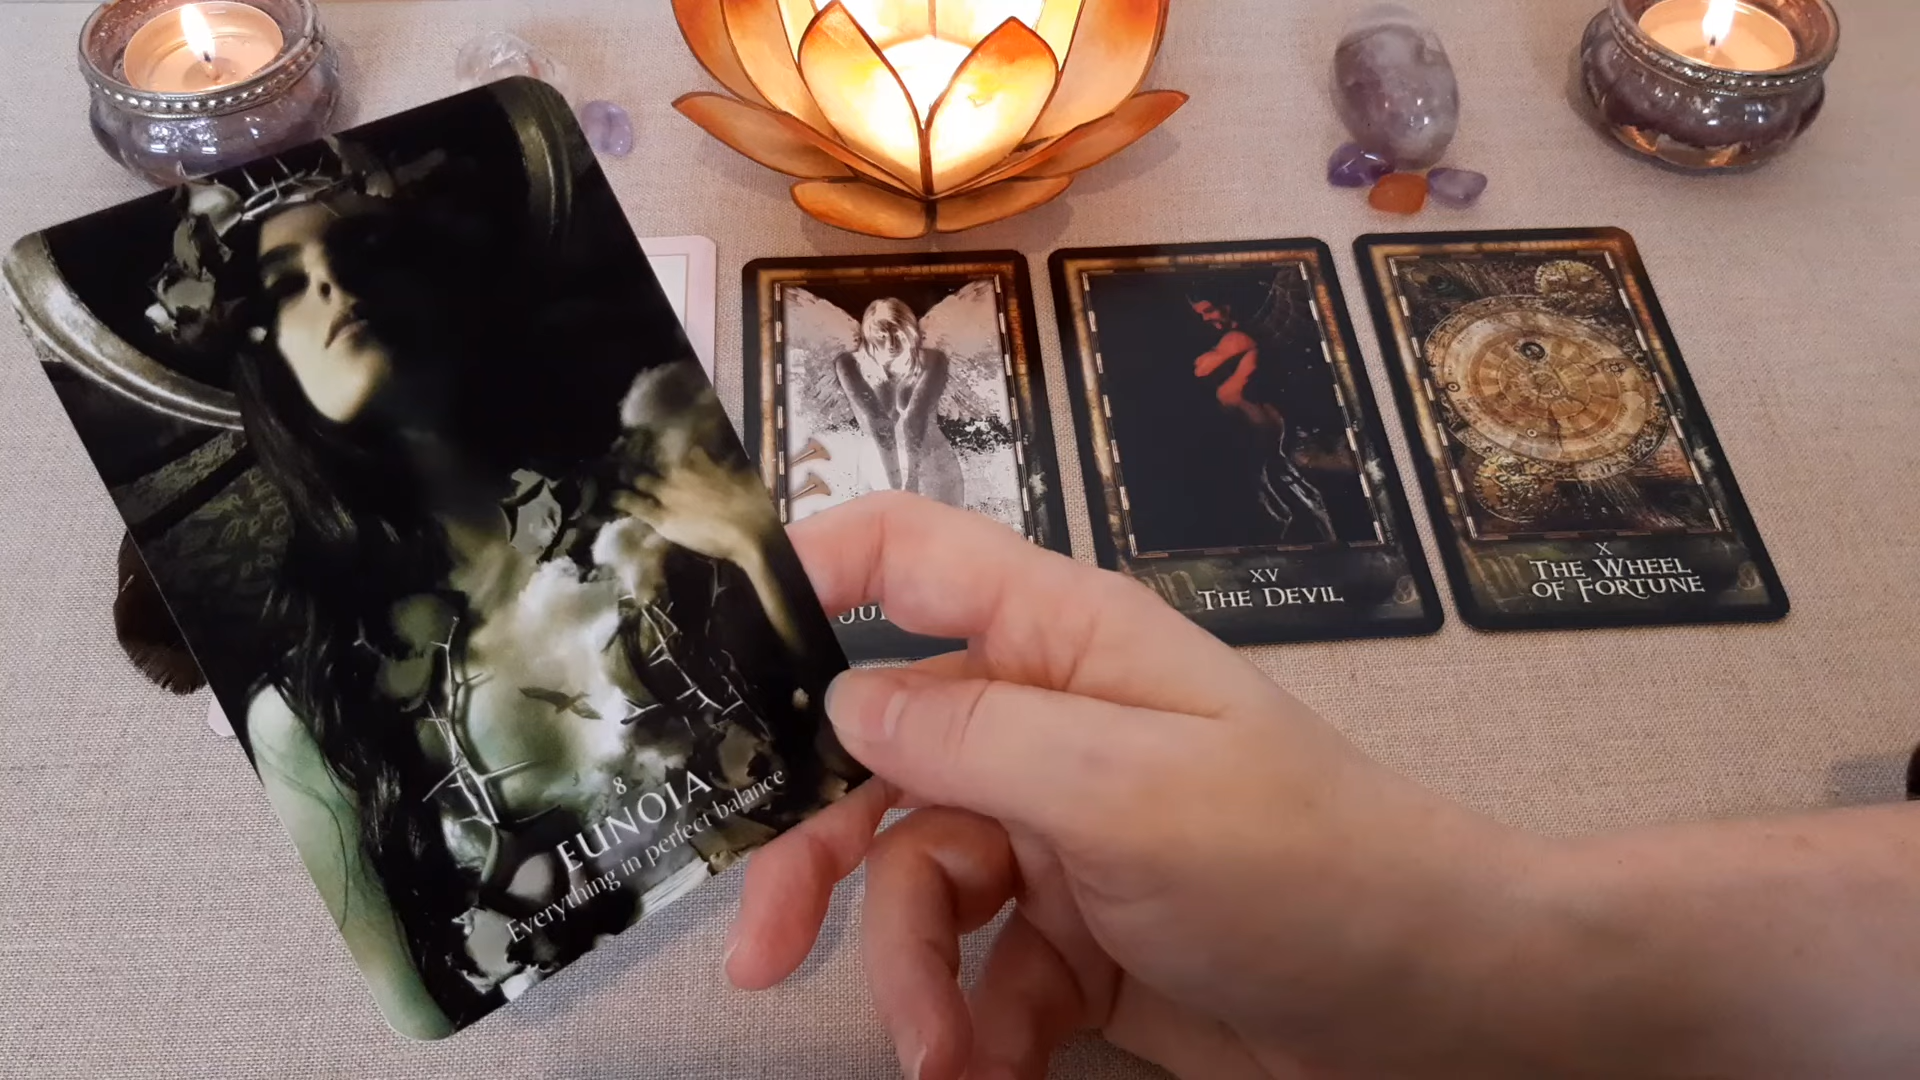 8
EUNOIA
Everything in perfect balance
XV
THE DEVIL
X
THE WHEEL
OF FORTUNE